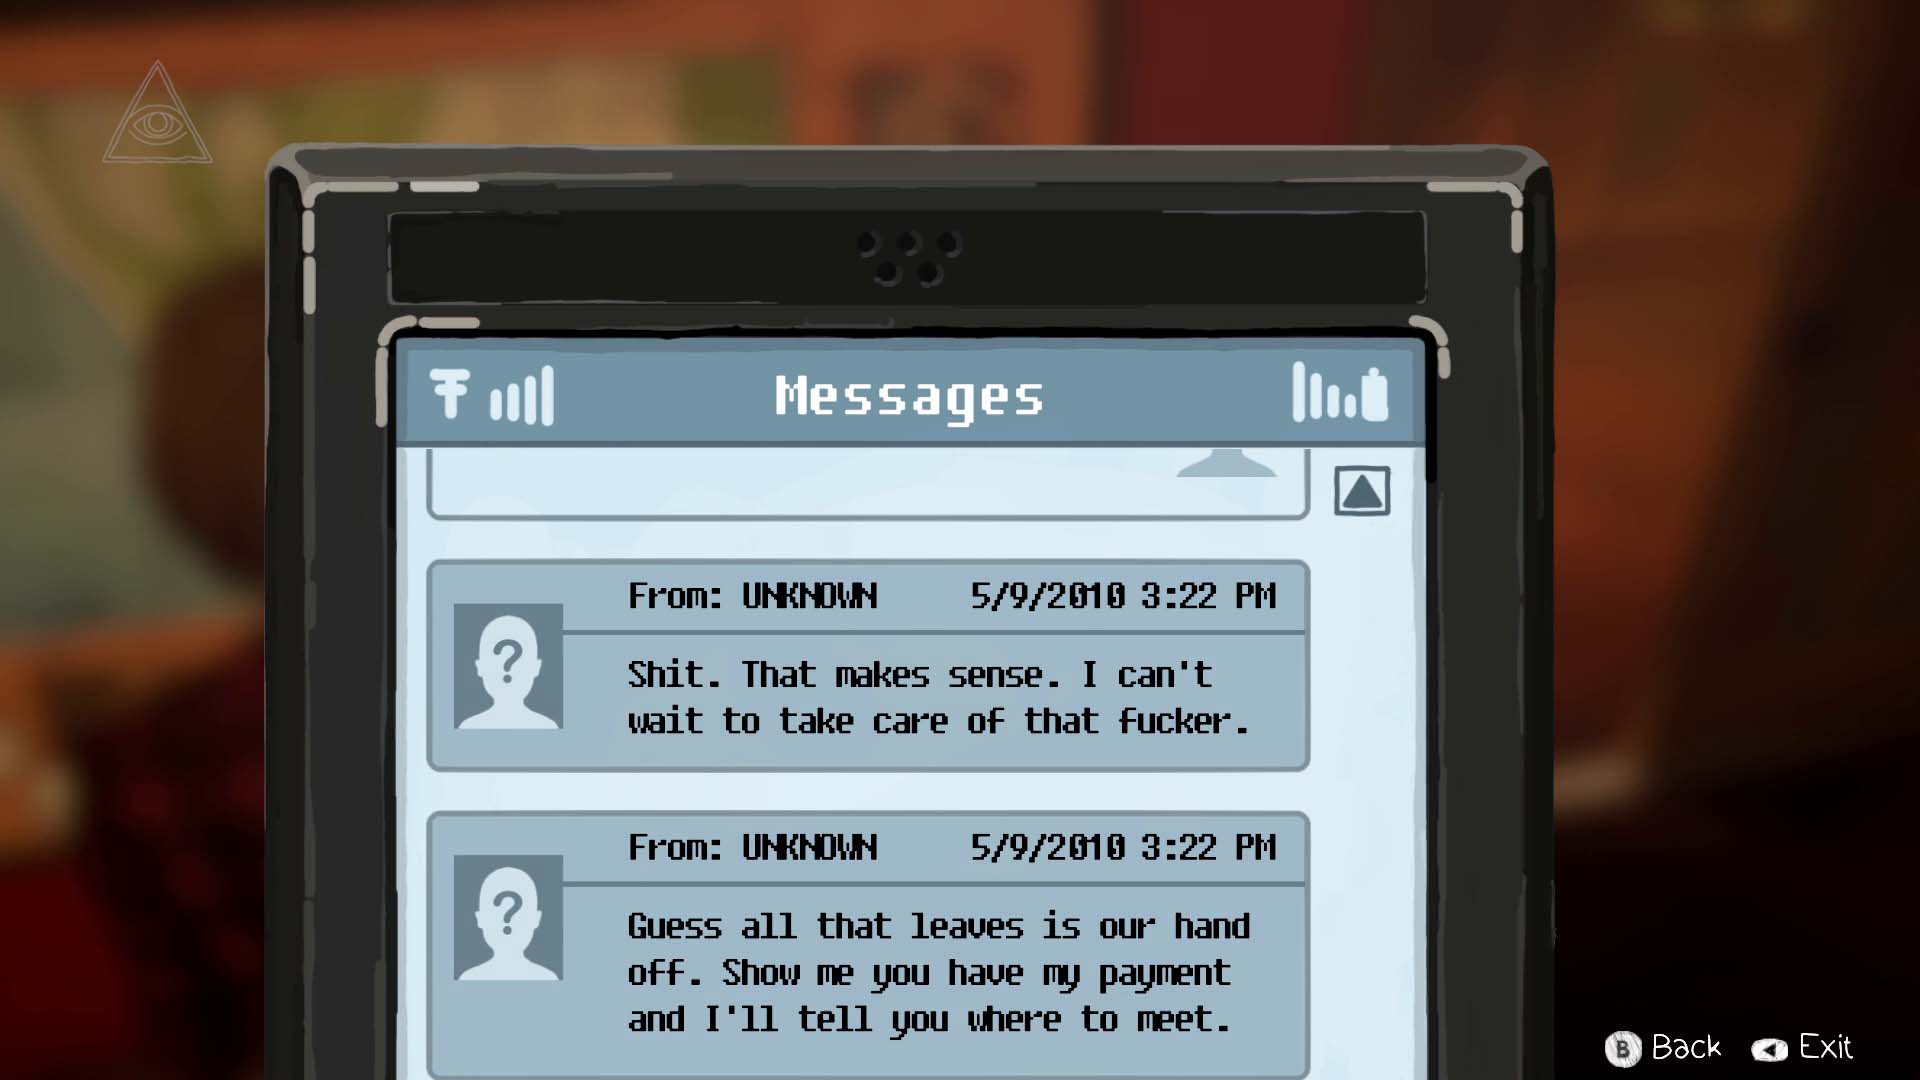 Messages
From: UNKNOWN 5/9/2010 3:22 PM
?
Shit. That makes sense. I can't
wait to take care of that fucker.
From: UNKNOWN 5/9/2010 3:22 PM
?
Guess all that leaves is our hand
off. Show me you have my payment
and I'll tell you where to meet.
B Back Exit